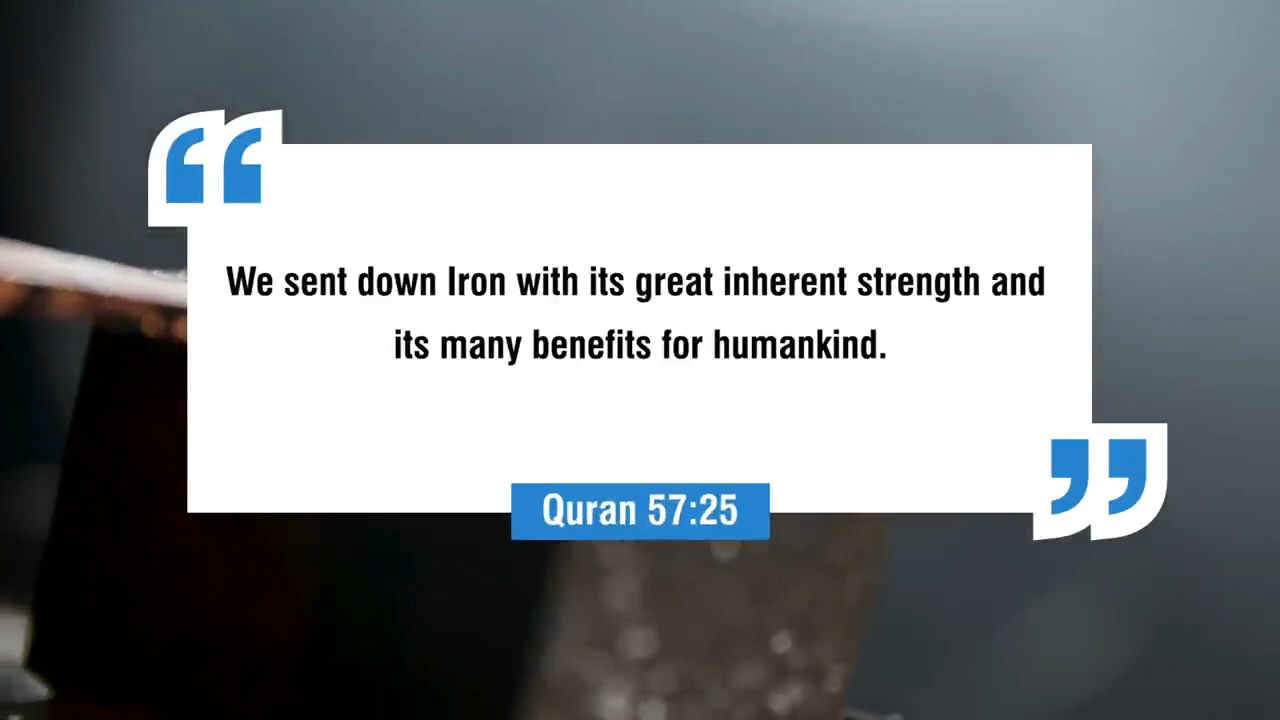 We sent down Iron with its great inherent strength and
its many benefits for humankind.
Quran 57:25